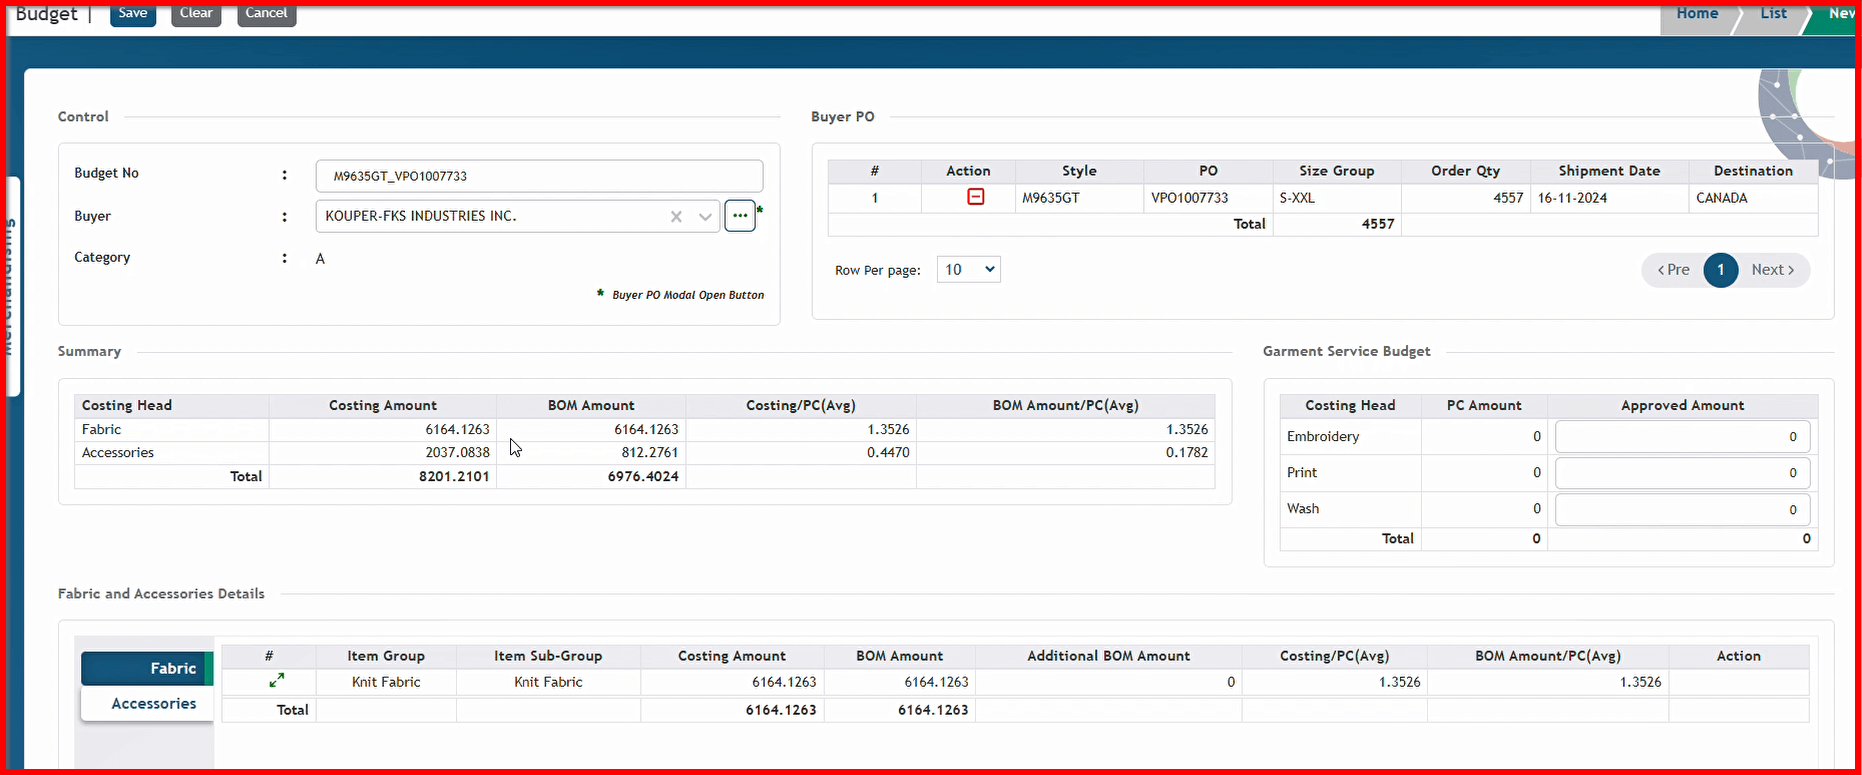 Budget | Save Clear Cancel Home List New
Merchandising
Control
Budget No : M9635GT_VPO1007733
Buyer : KOUPER-FKS INDUSTRIES INC. ... *
Category : A
* Buyer PO Modal Open Button
Buyer PO
# Action Style PO Size Group Order Qty Shipment Date Destination
1 M9635GT VPO1007733 S-XXL 4557 16-11-2024 CANADA
Total 4557
Row Per page: 10 < Pre 1 Next >
Summary
Costing Head Costing Amount BOM Amount Costing/PC(Avg) BOM Amount/PC(Avg)
Fabric 6164.1263 6164.1263 1.3526 1.3526
Accessories 2037.0838 812.2761 0.4470 0.1782
Total 8201.2101 6976.4024
Garment Service Budget
Costing Head PC Amount Approved Amount
Embroidery 0 0
Print 0 0
Wash 0 0
Total 0 0
Fabric and Accessories Details
Fabric
Accessories
# Item Group Item Sub-Group Costing Amount BOM Amount Additional BOM Amount Costing/PC(Avg) BOM Amount/PC(Avg) Action
Knit Fabric Knit Fabric 6164.1263 6164.1263 0 1.3526 1.3526
Total 6164.1263 6164.1263